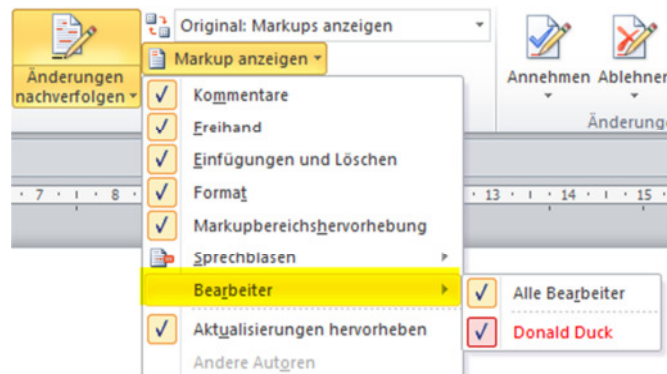 Original: Markups anzeigen
Markup anzeigen
Änderungen
nachverfolgen
Annehmen Ablehnen
Kommentare
Freihand
Einfügungen und Löschen
Format
Markupbereichshervorhebung
Sprechblasen
Bearbeiter
Aktualisierungen hervorheben
Andere Autoren
7 8 13 14 15
Alle Bearbeiter
Donald Duck